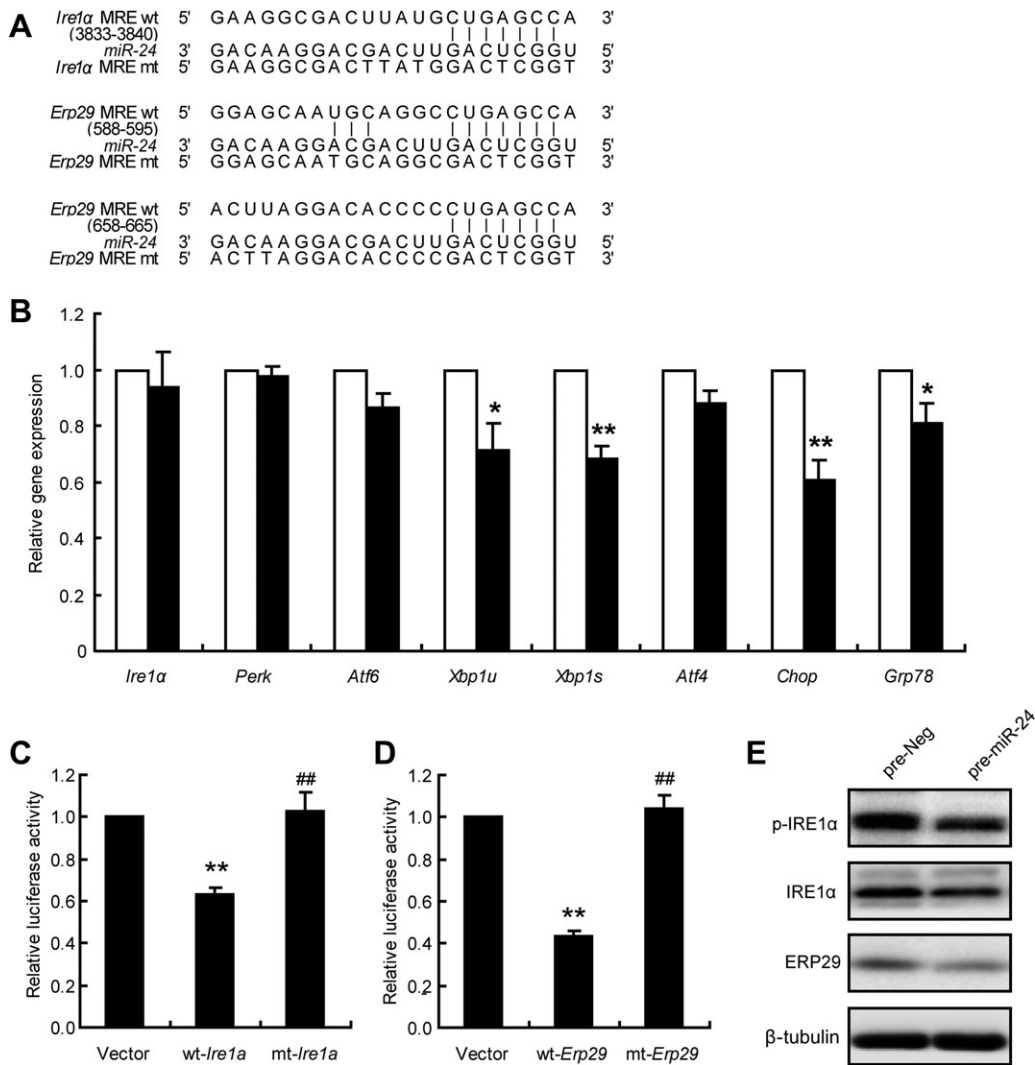 A
Ire1α MRE wt 5' GAAGGCGACUUAUGCUGAGCCA 3'
(3833-3840)
miR-24 3' GACAAGGACGACUUGACUCGGU 5'
Ire1α MRE mt 5' GAAGGCGACTTATGGACTCGGT 3'
Erp29 MRE wt 5' GGAGCAAUGCAGGCCUGAGCCA 3'
(588-595)
miR-24 3' GACAAGGACGACUUGACUCGGU 5'
Erp29 MRE mt 5' GGAGCAATGCAGGCGACTCGGT 3'
Erp29 MRE wt 5' ACUUAGGACACCCCCUGAGCCA 3'
(658-665)
miR-24 3' GACAAGGACGACUUGACUCGGU 5'
Erp29 MRE mt 5' ACTTAGGACACCCCGACTCGGT 3'
B
Relative gene expression
1.2
1.0
0.8
0.6
0.4
0.2
0
* ** ** *
Ire1α Perk Atf6 Xbp1u Xbp1s Atf4 Chop Grp78
C
Relative luciferase activity
1.2
1.0
0.8
0.6
0.4
0.2
0.0
** ##
Vector wt-Ire1a mt-Ire1a
D
Relative luciferase activity
1.2
1.0
0.8
0.6
0.4
0.2
0.0
** ##
Vector wt-Erp29 mt-Erp29
E
pre-Neg pre-miR-24
p-IRE1α
IRE1α
ERP29
β-tubulin